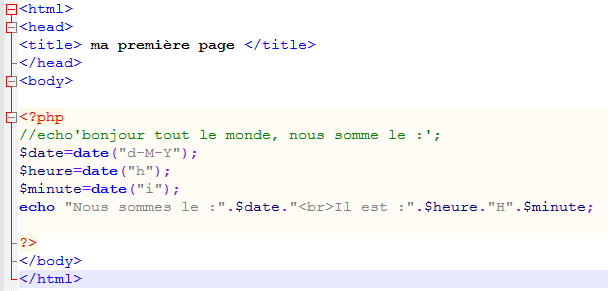 <html>
<head>
<title> ma première page </title>
</head>
<body>
<?php
//echo'bonjour tout le monde, nous somme le :';
$date=date("d-M-Y");
$heure=date("h");
$minute=date("i");
echo "Nous sommes le :".$date."<br>Il est :".$heure."H".$minute;
?>
</body>
</html>